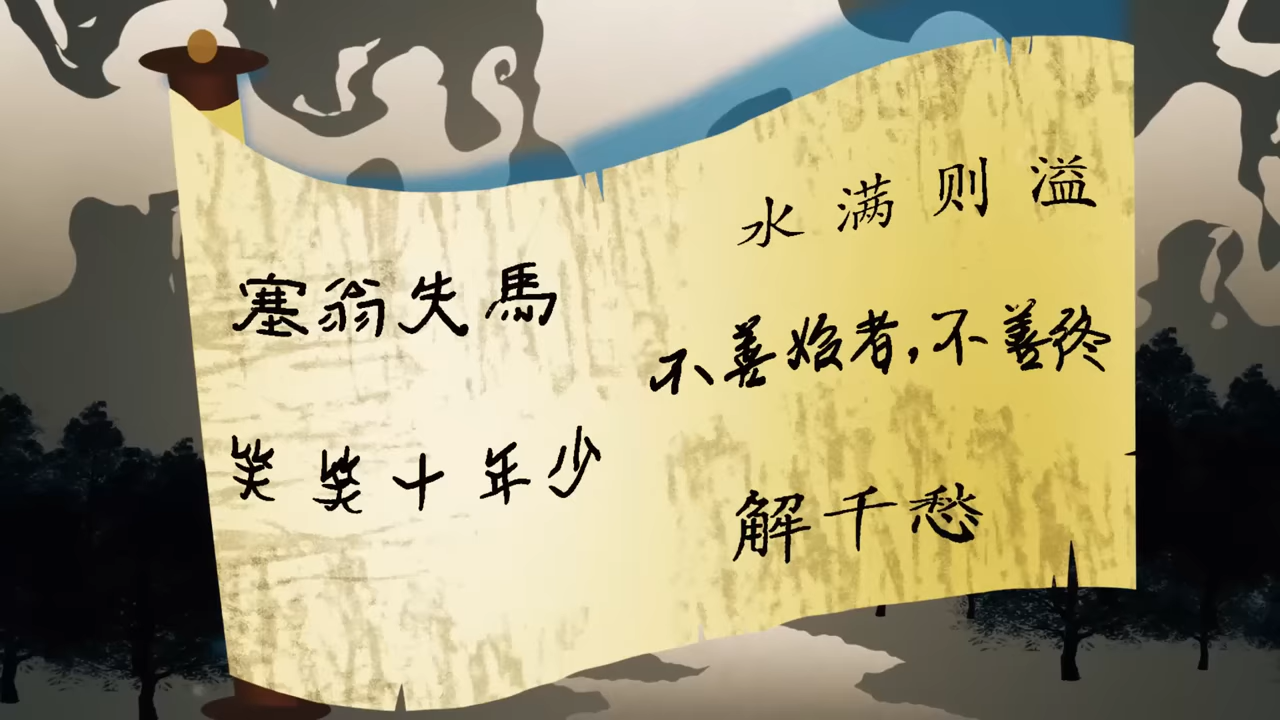 塞翁失馬
笑笑十年少
水满则溢
不善始者,不善终
解千愁